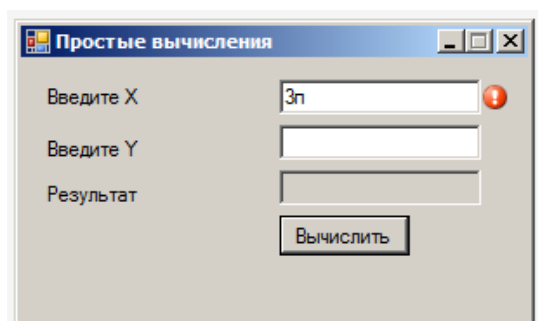 Простые вычисления
Введите X
3п
Введите Y
Результат
Вычислить